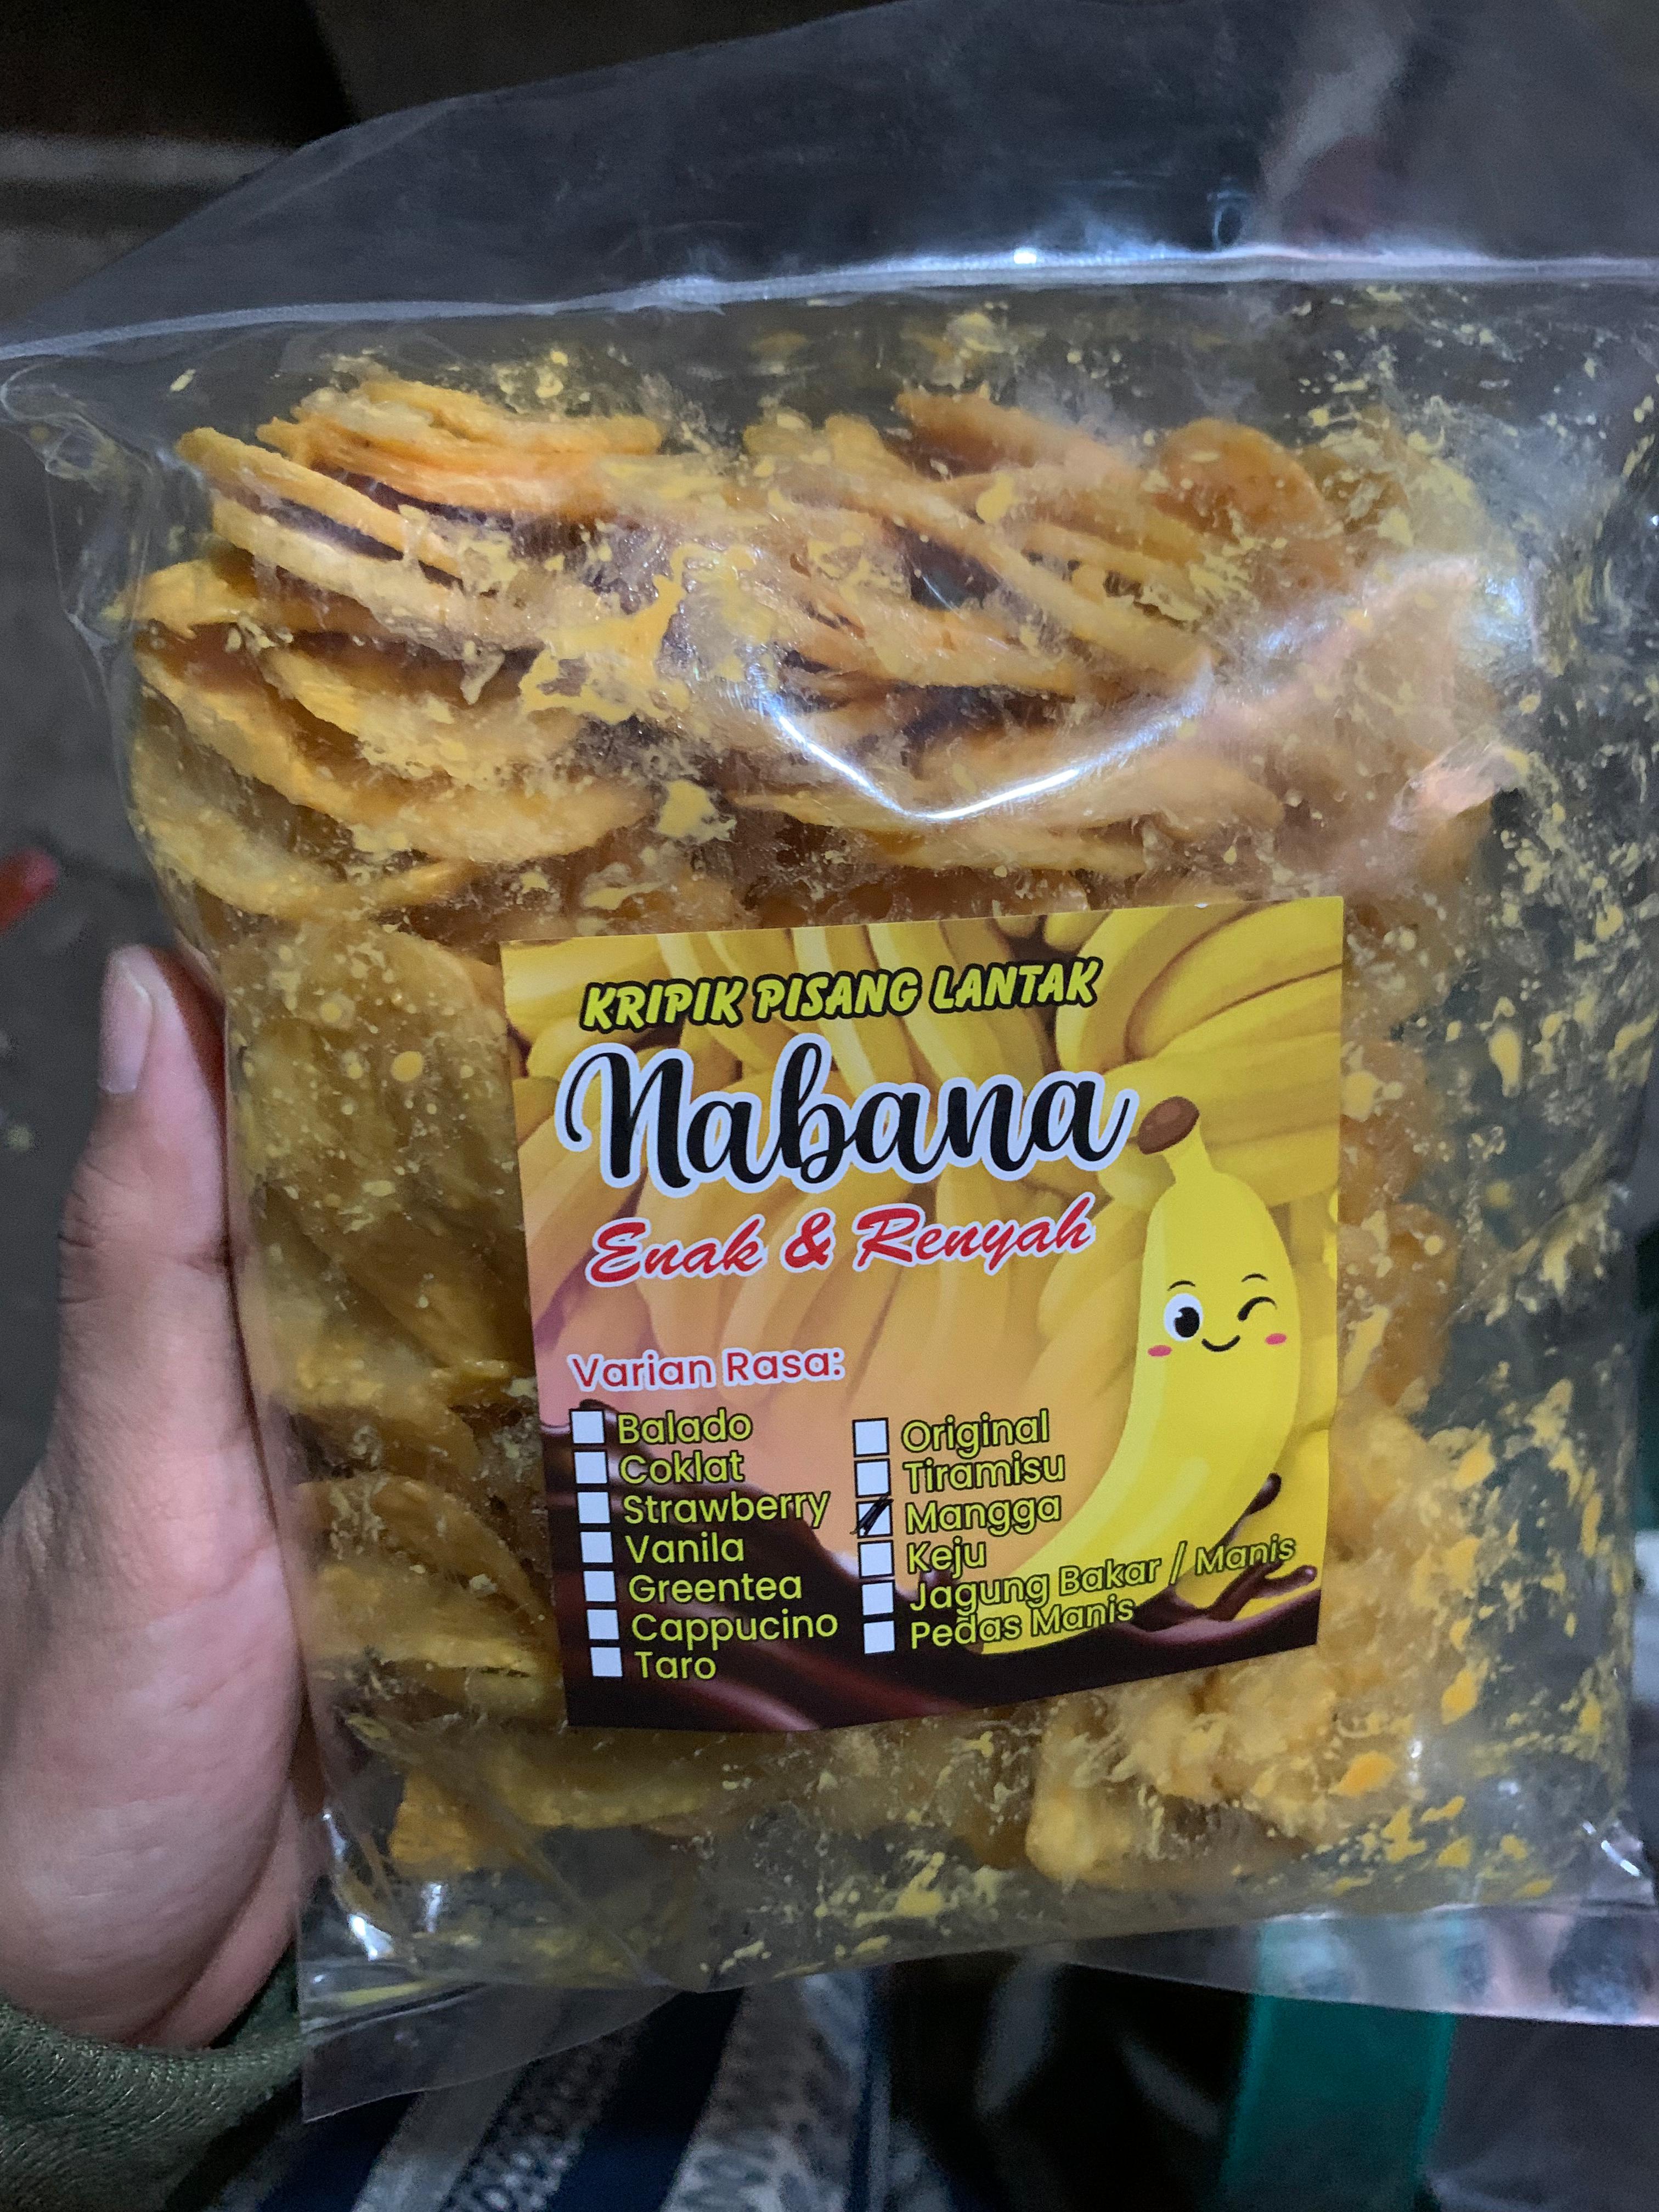 KRIPIK PISANG LANTAK
Nabana
Enak & Renyah
Varian Rasa:
Balado
Coklat
Strawberry
Vanila
Greentea
Cappucino
Taro
Original
Tiramisu
Mangga
Keju
Jagung Bakar / Manis
Pedas Manis